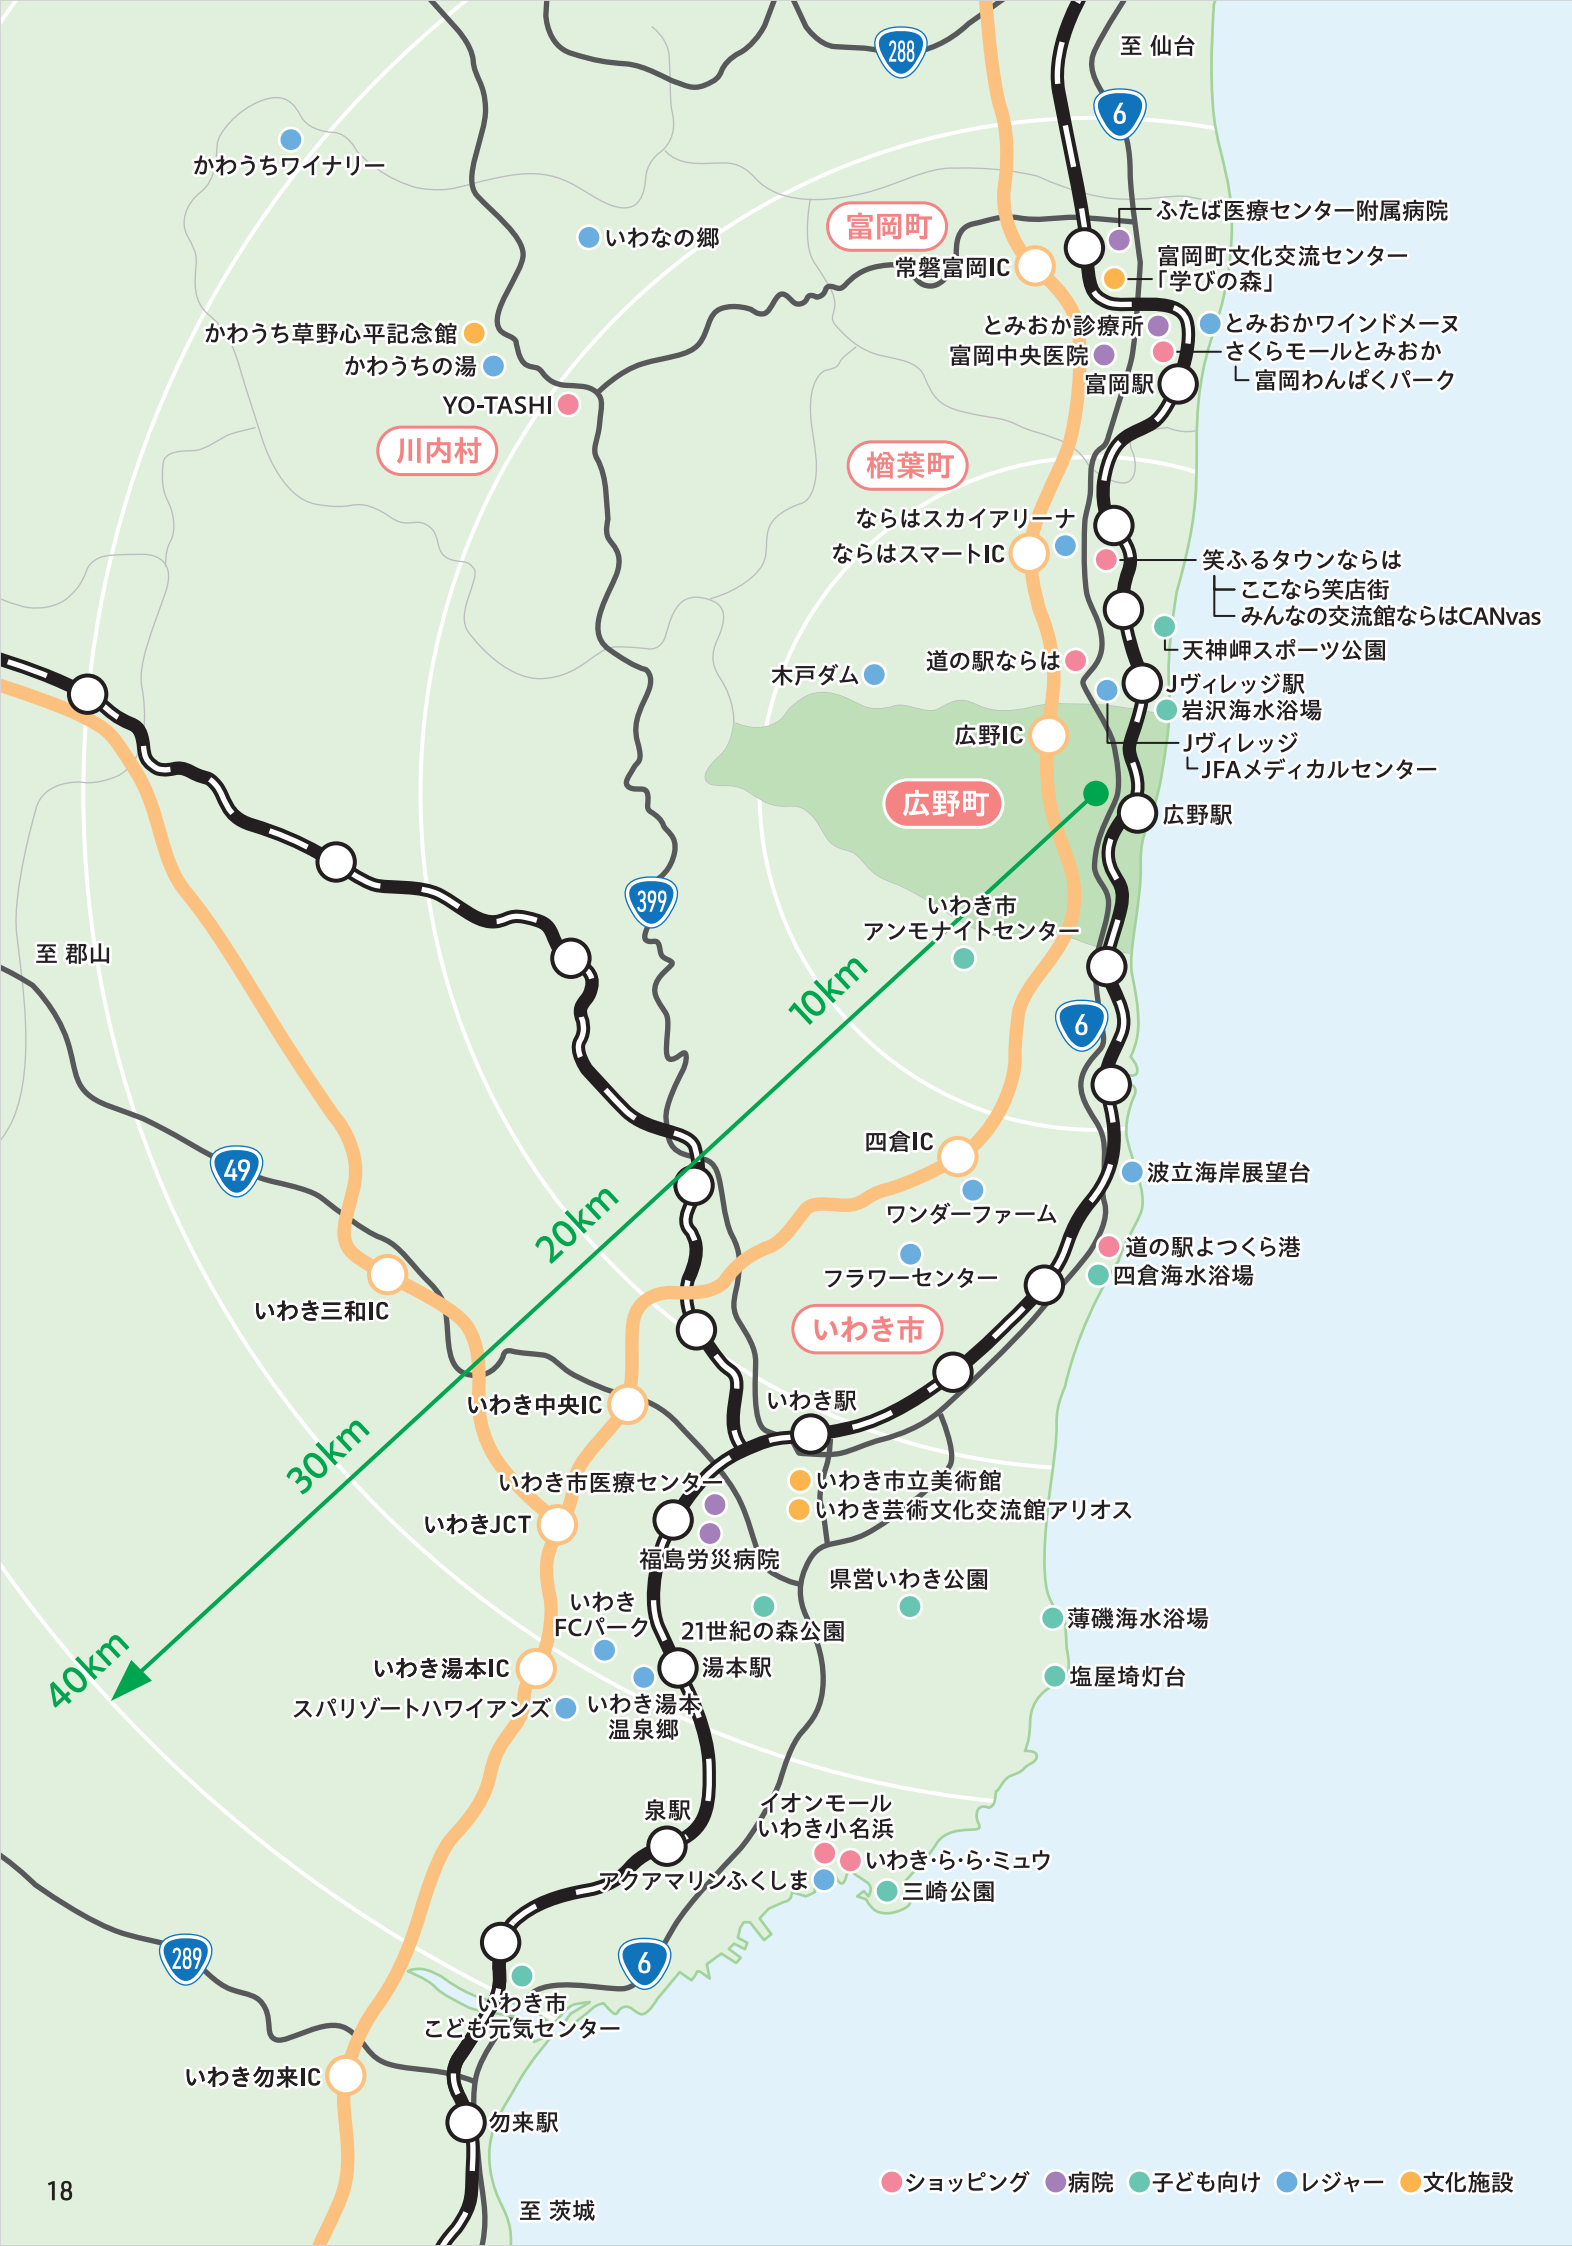 288
至 仙台
6
かわうちワイナリー
ふたば医療センター附属病院
富岡町
いわなの郷
富岡町文化交流センター
「学びの森」
常磐富岡IC
とみおか診療所
とみおかワインドメーヌ
かわうち草野心平記念館
さくらモールとみおか
富岡中央医院
かわうちの湯
富岡わんぱくパーク
富岡駅
YO-TASHI
川内村
楢葉町
ならはスカイアリーナ
ならはスマートIC
笑ふるタウンならは
ここなら笑店街
みんなの交流館ならはCANvas
天神岬スポーツ公園
道の駅ならは
木戸ダム
Jヴィレッジ駅
岩沢海水浴場
広野IC
Jヴィレッジ
JFAメディカルセンター
広野町
広野駅
399
いわき市
アンモナイトセンター
至 郡山
10km
6
四倉IC
49
波立海岸展望台
ワンダーファーム
20km
道の駅よつくら港
フラワーセンター
四倉海水浴場
いわき三和IC
いわき市
いわき駅
いわき中央IC
30km
いわき市医療センター
いわき市立美術館
いわき芸術文化交流館アリオス
いわきJCT
福島労災病院
県営いわき公園
いわき
FCパーク
21世紀の森公園
薄磯海水浴場
40km
いわき湯本IC
湯本駅
塩屋埼灯台
スパリゾートハワイアンズ
いわき湯本
温泉郷
イオンモール
いわき小名浜
泉駅
いわき・ら・ら・ミュウ
アクアマリンふくしま
三崎公園
289
6
いわき市
こども元気センター
いわき勿来IC
勿来駅
ショッピング
病院
子ども向け
レジャー
文化施設
18
至 茨城